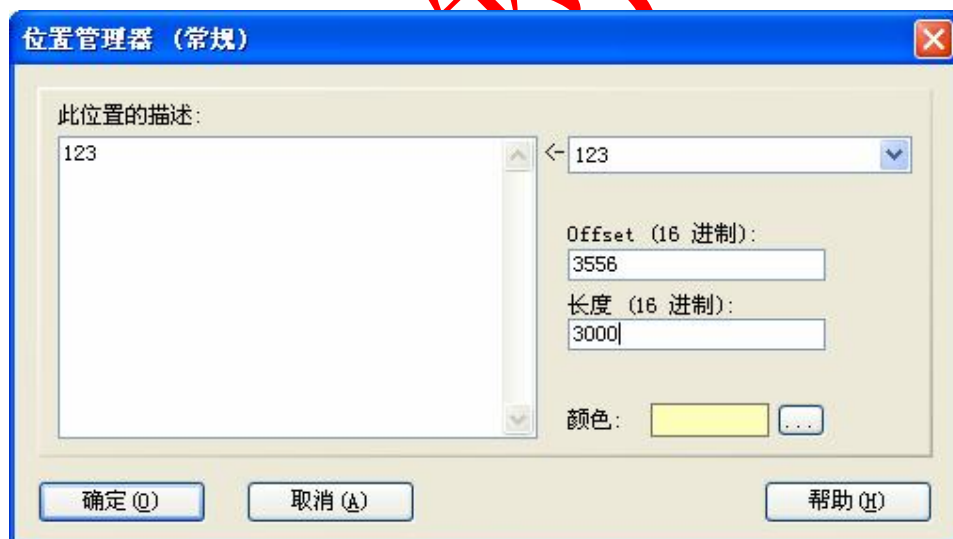 位置管理器 (常规)
此位置的描述:
123
<- 123
Offset (16 进制):
3556
长度 (16 进制):
3000
颜色:
...
确定(O)
取消(A)
帮助(H)